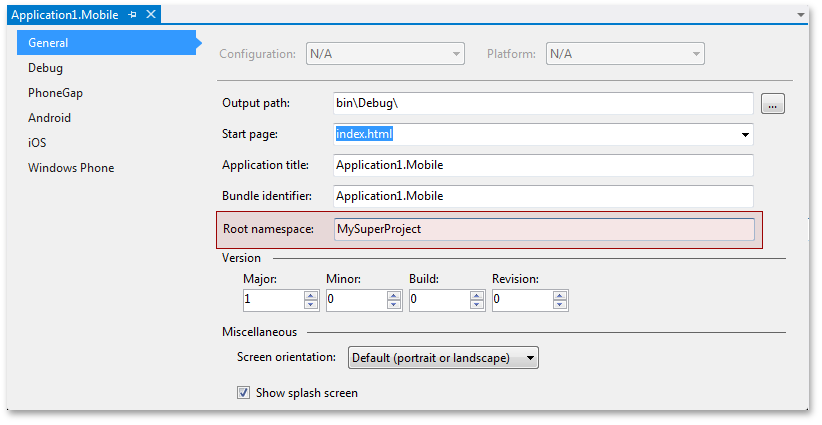 Application1.Mobile
General
Debug
PhoneGap
Android
iOS
Windows Phone
Configuration: N/A Platform: N/A
Output path: bin\Debug\ ...
Start page: index.html
Application title: Application1.Mobile
Bundle identifier: Application1.Mobile
Root namespace: MySuperProject
Version
Major: Minor: Build: Revision:
1 0 0 0
Miscellaneous
Screen orientation: Default (portrait or landscape)
Show splash screen